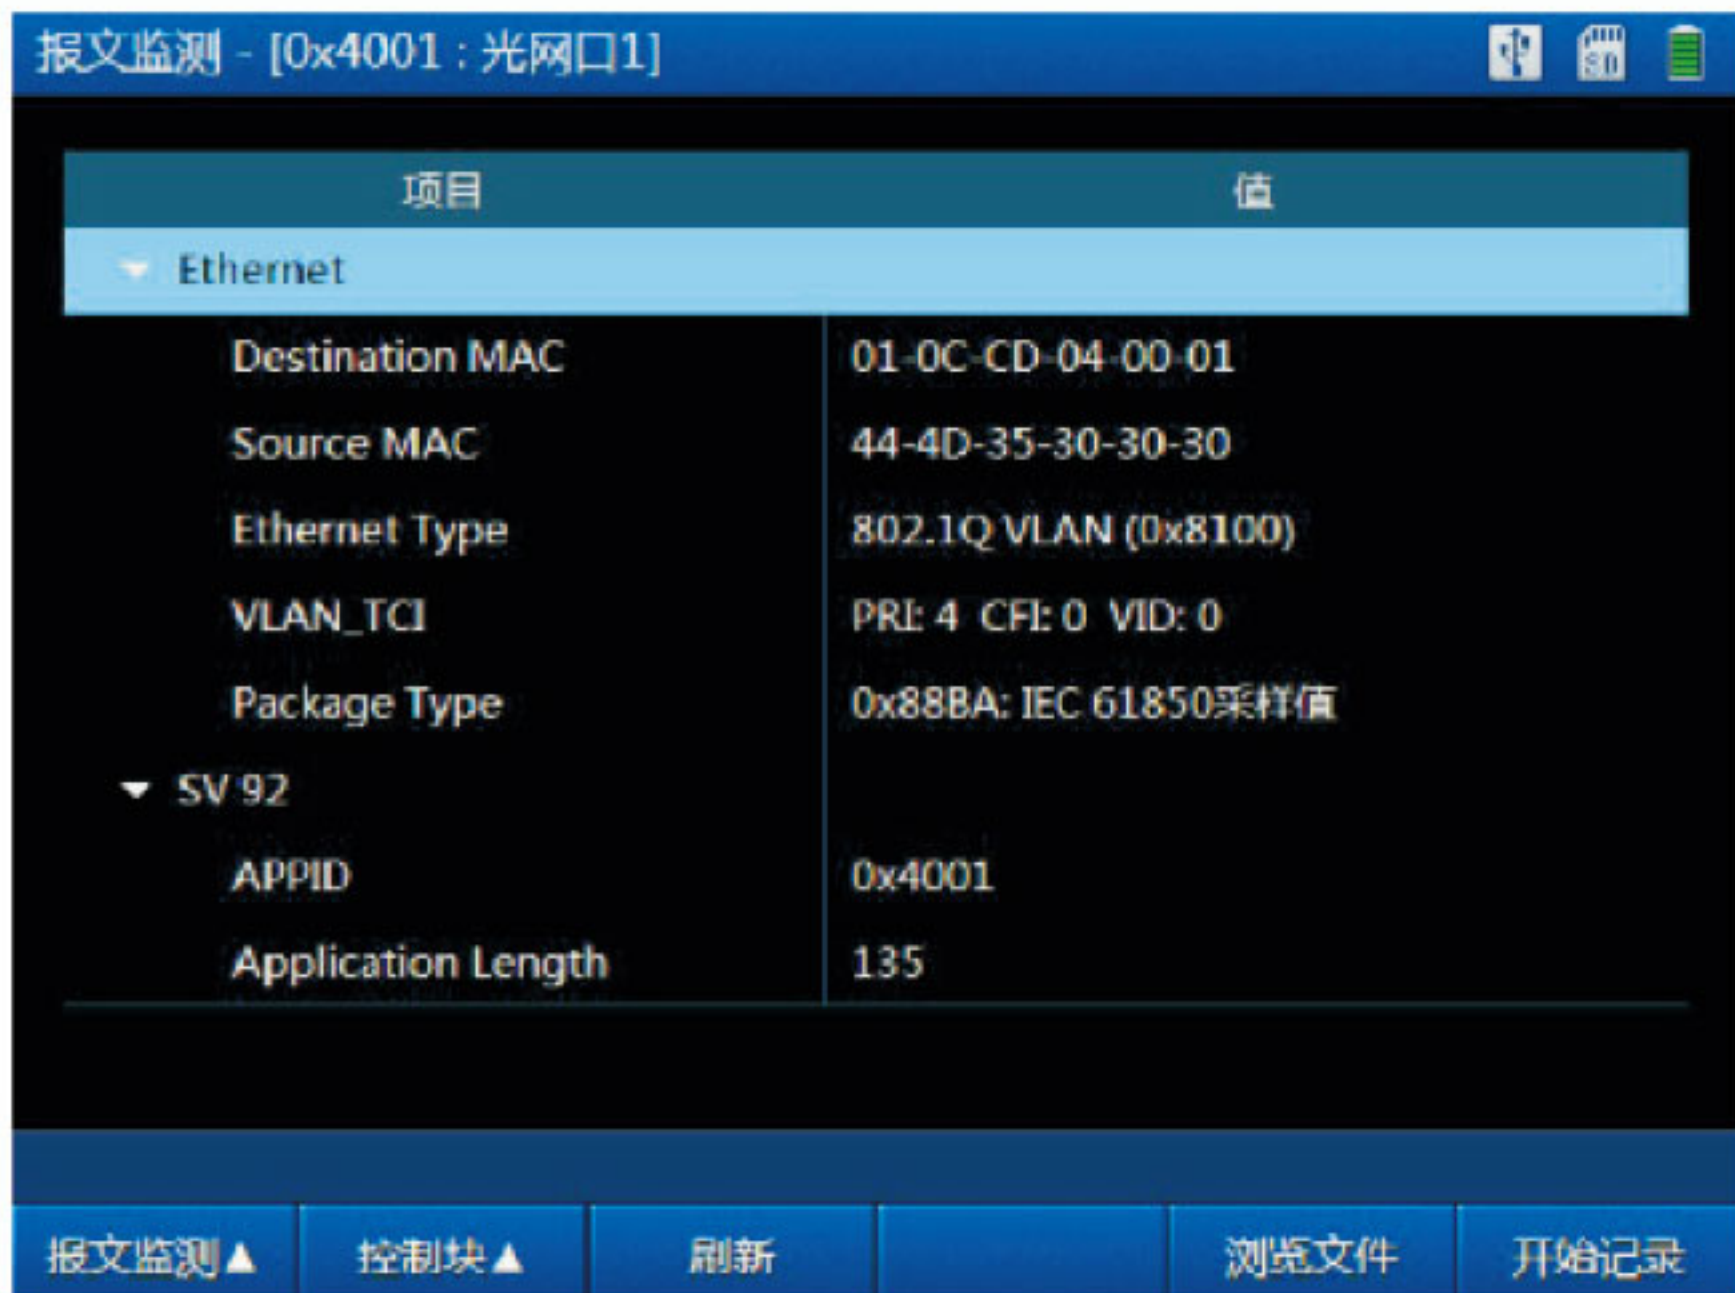 报文监测 - [0x4001 : 光网口1]
项目 值
Ethernet
Destination MAC 01-0C-CD-04-00-01
Source MAC 44-4D-35-30-30-30
Ethernet Type 802.1Q VLAN (0x8100)
VLAN_TCI PRI: 4 CFI: 0 VID: 0
Package Type 0x88BA: IEC 61850采样值
SV 92
APPID 0x4001
Application Length 135
报文监测▲ 控制块▲ 刷新 浏览文件 开始记录